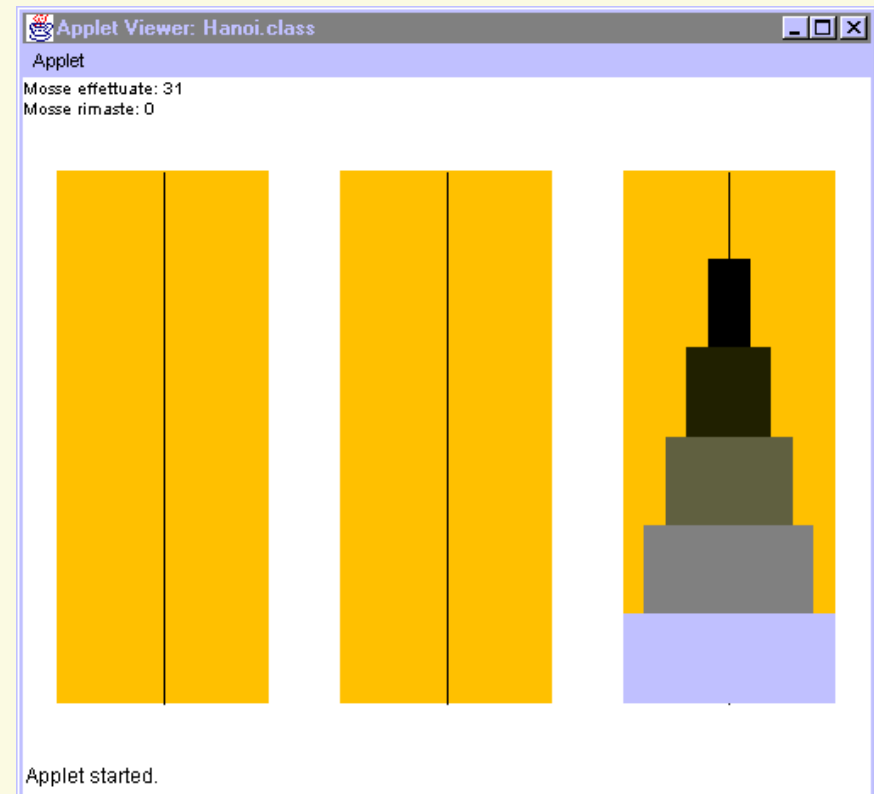 Applet Viewer: Hanoi.class
Applet
Mosse effettuate: 31
Mosse rimaste: 0
Applet started.